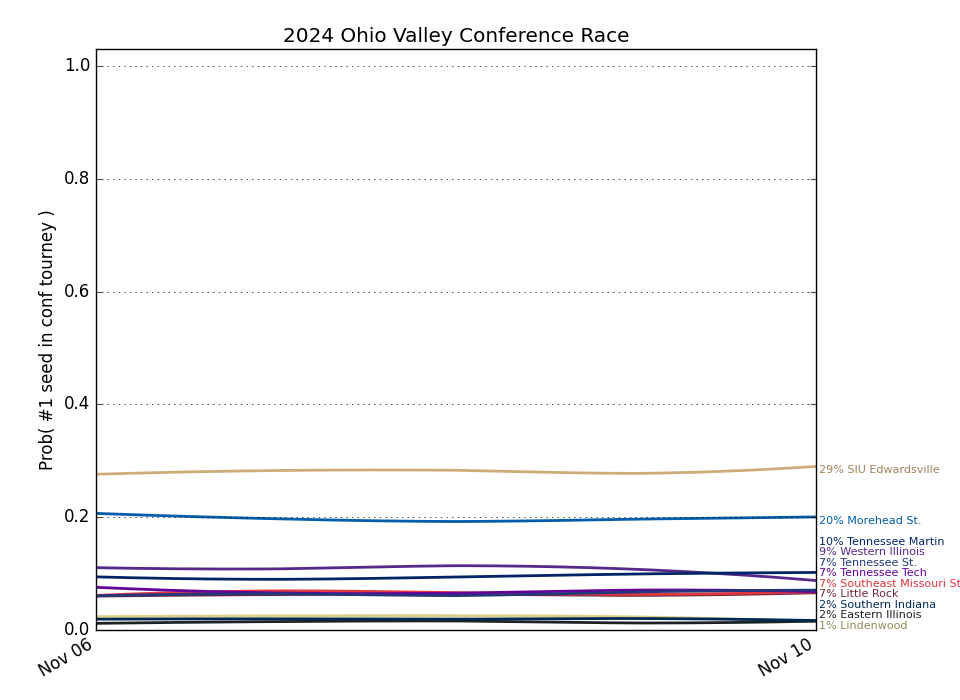 2024 Ohio Valley Conference Race
Prob( #1 seed in conf tourney )
1.0
0.8
0.6
0.4
0.2
0.0
Nov 06
Nov 10
29% SIU Edwardsville
20% Morehead St.
10% Tennessee Martin
9% Western Illinois
7% Tennessee St.
7% Tennessee Tech
7% Southeast Missouri St
7% Little Rock
2% Southern Indiana
2% Eastern Illinois
1% Lindenwood